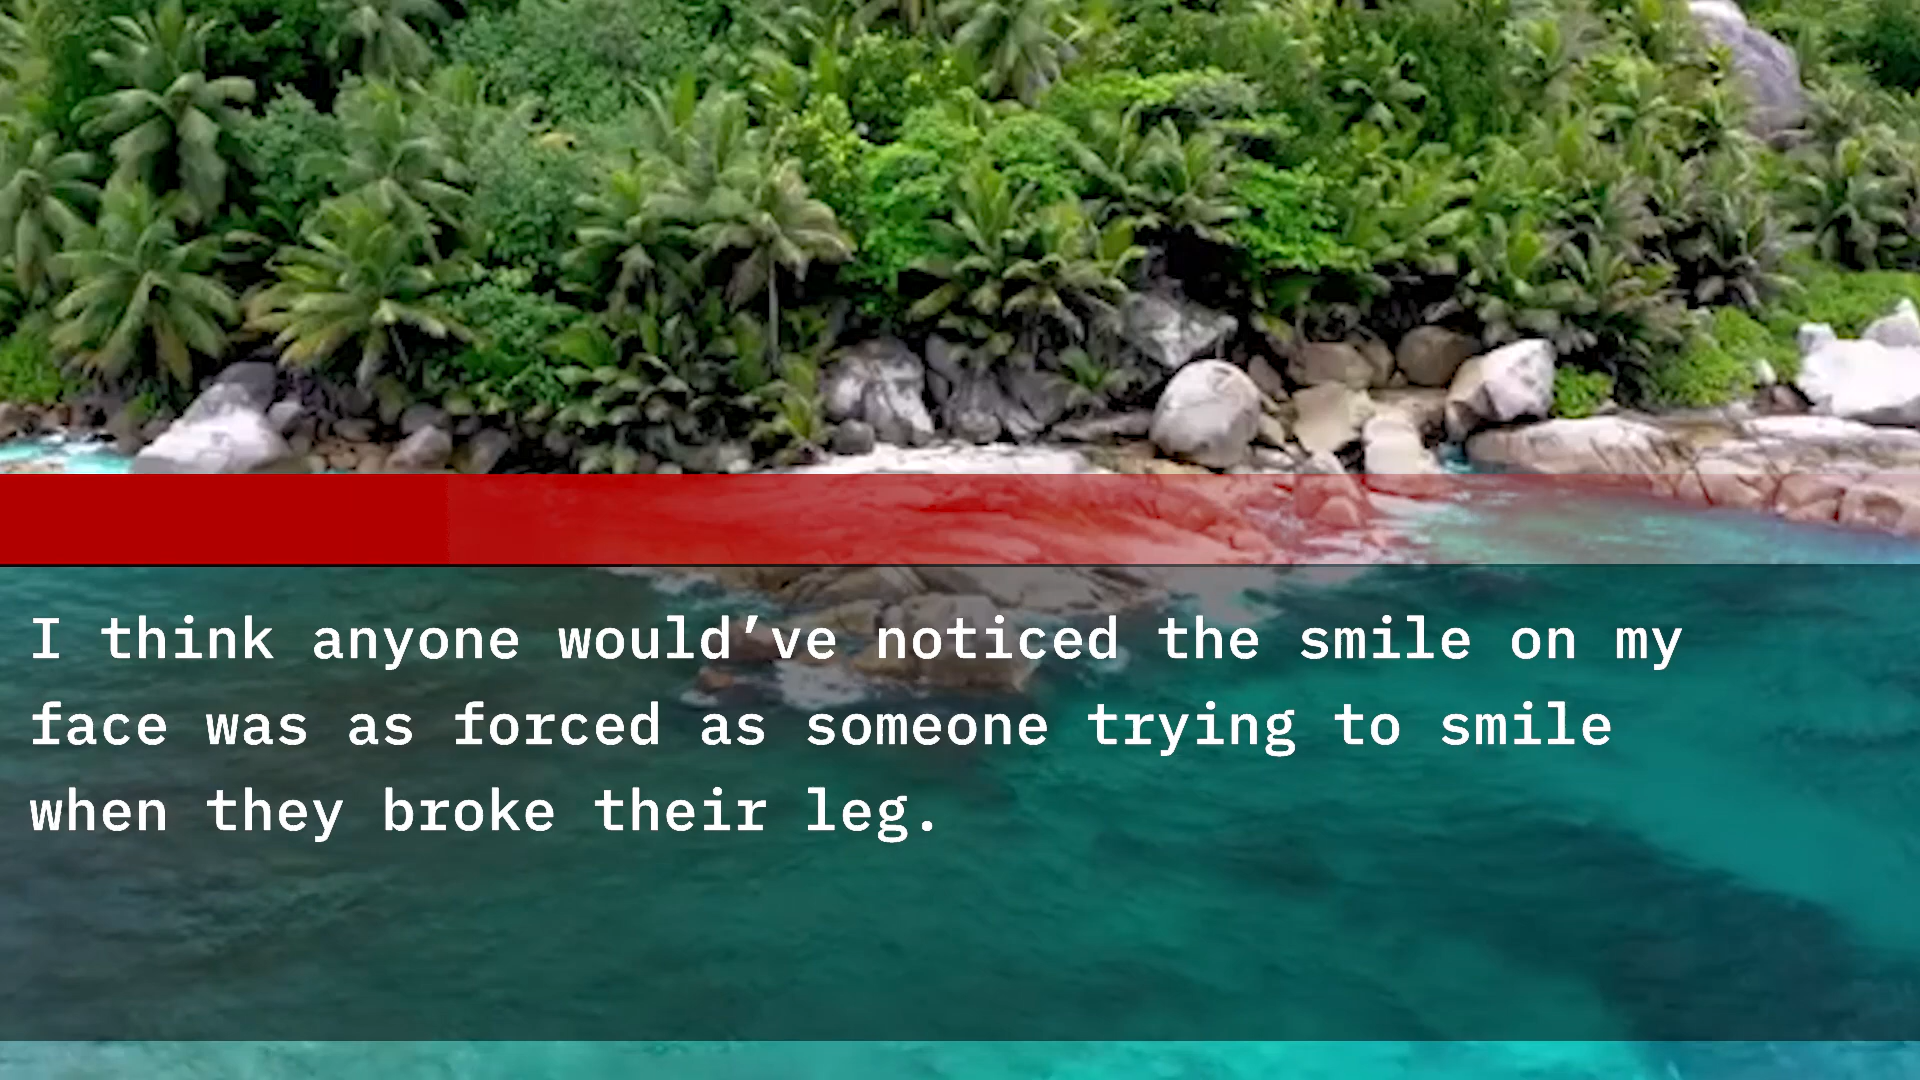 I think anyone would’ve noticed the smile on my
face was as forced as someone trying to smile
when they broke their leg.